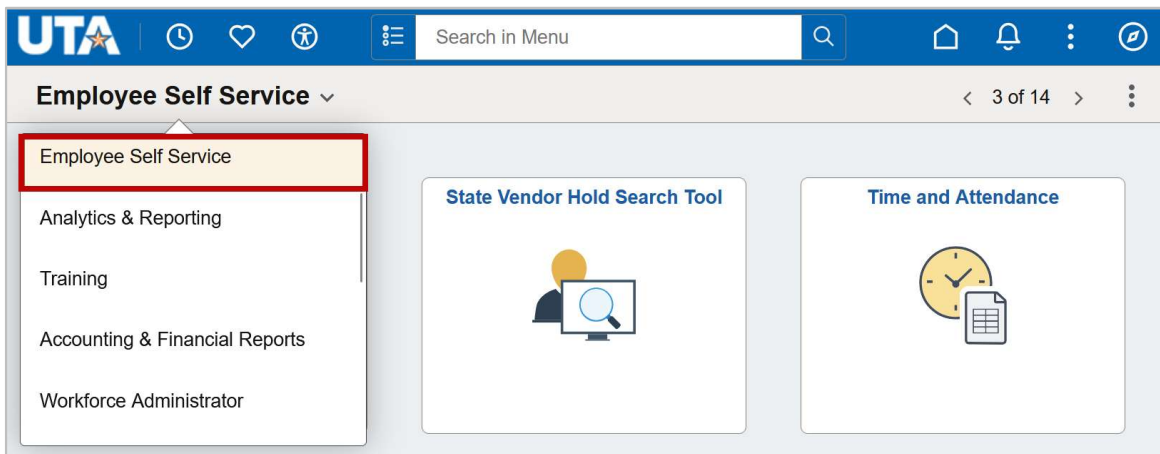 UTA
Search in Menu
Employee Self Service
3 of 14
Employee Self Service
Analytics & Reporting
Training
Accounting & Financial Reports
Workforce Administrator
State Vendor Hold Search Tool
Time and Attendance